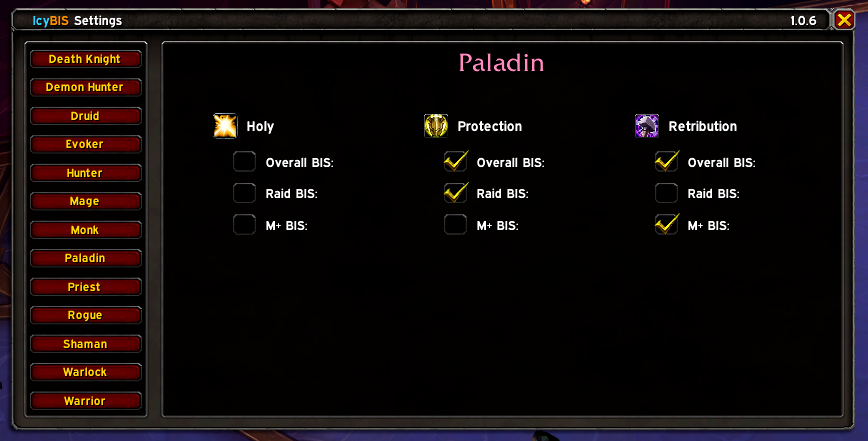 IcyBIS Settings
1.0.6
Death Knight
Demon Hunter
Druid
Evoker
Hunter
Mage
Monk
Paladin
Priest
Rogue
Shaman
Warlock
Warrior
Paladin
Holy
Overall BIS:
Raid BIS:
M+ BIS:
Protection
Overall BIS:
Raid BIS:
M+ BIS:
Retribution
Overall BIS:
Raid BIS:
M+ BIS: